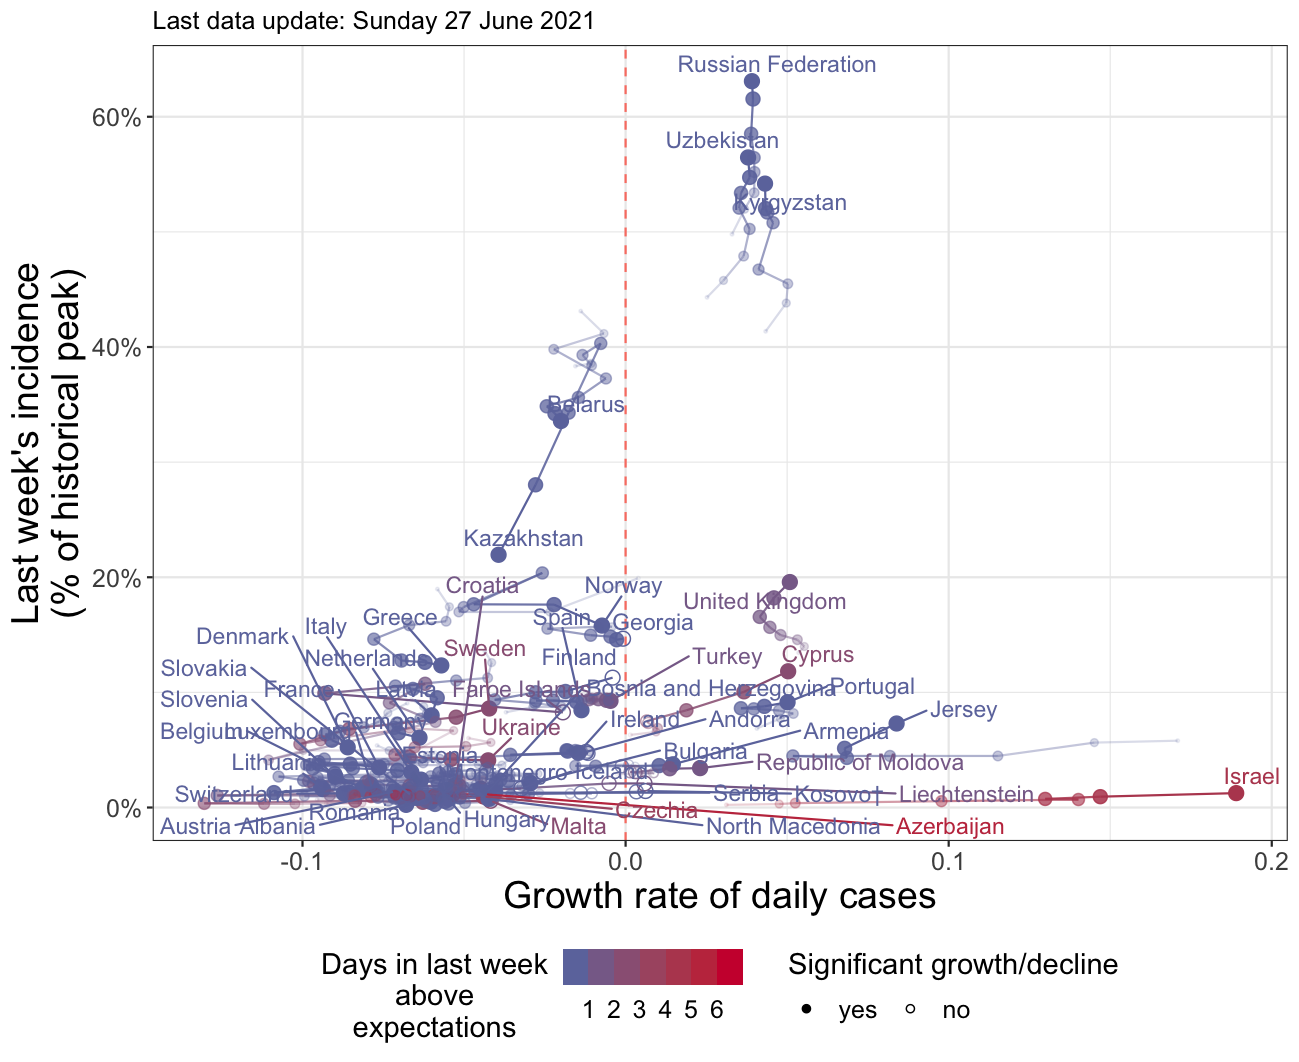 Last data update: Sunday 27 June 2021
Last week's incidence
(% of historical peak)
60%
40%
20%
0%
Russian Federation
Uzbekistan
Kyrgyzstan
Belarus
Kazakhstan
Croatia
Norway
United Kingdom
Greece
Spain
Georgia
Italy
Denmark
Sweden
Finland
Turkey
Cyprus
Netherlands
Slovakia
France
Latvia
Faroe Islands
Bosnia and Herzegovina
Portugal
Slovenia
Jersey
Germany
Ireland
Andorra
Belgium
Luxembourg
Ukraine
Armenia
Estonia
Bulgaria
Lithuania
Montenegro
Iceland
Republic of Moldova
Israel
Switzerland
Serbia
Kosovo†
Liechtenstein
Romania
Czechia
Austria
Albania
Poland
Hungary
Malta
North Macedonia
Azerbaijan
-0.1
0.0
0.1
0.2
Growth rate of daily cases
Days in last week
above
expectations
1 2 3 4 5 6
Significant growth/decline
yes
no